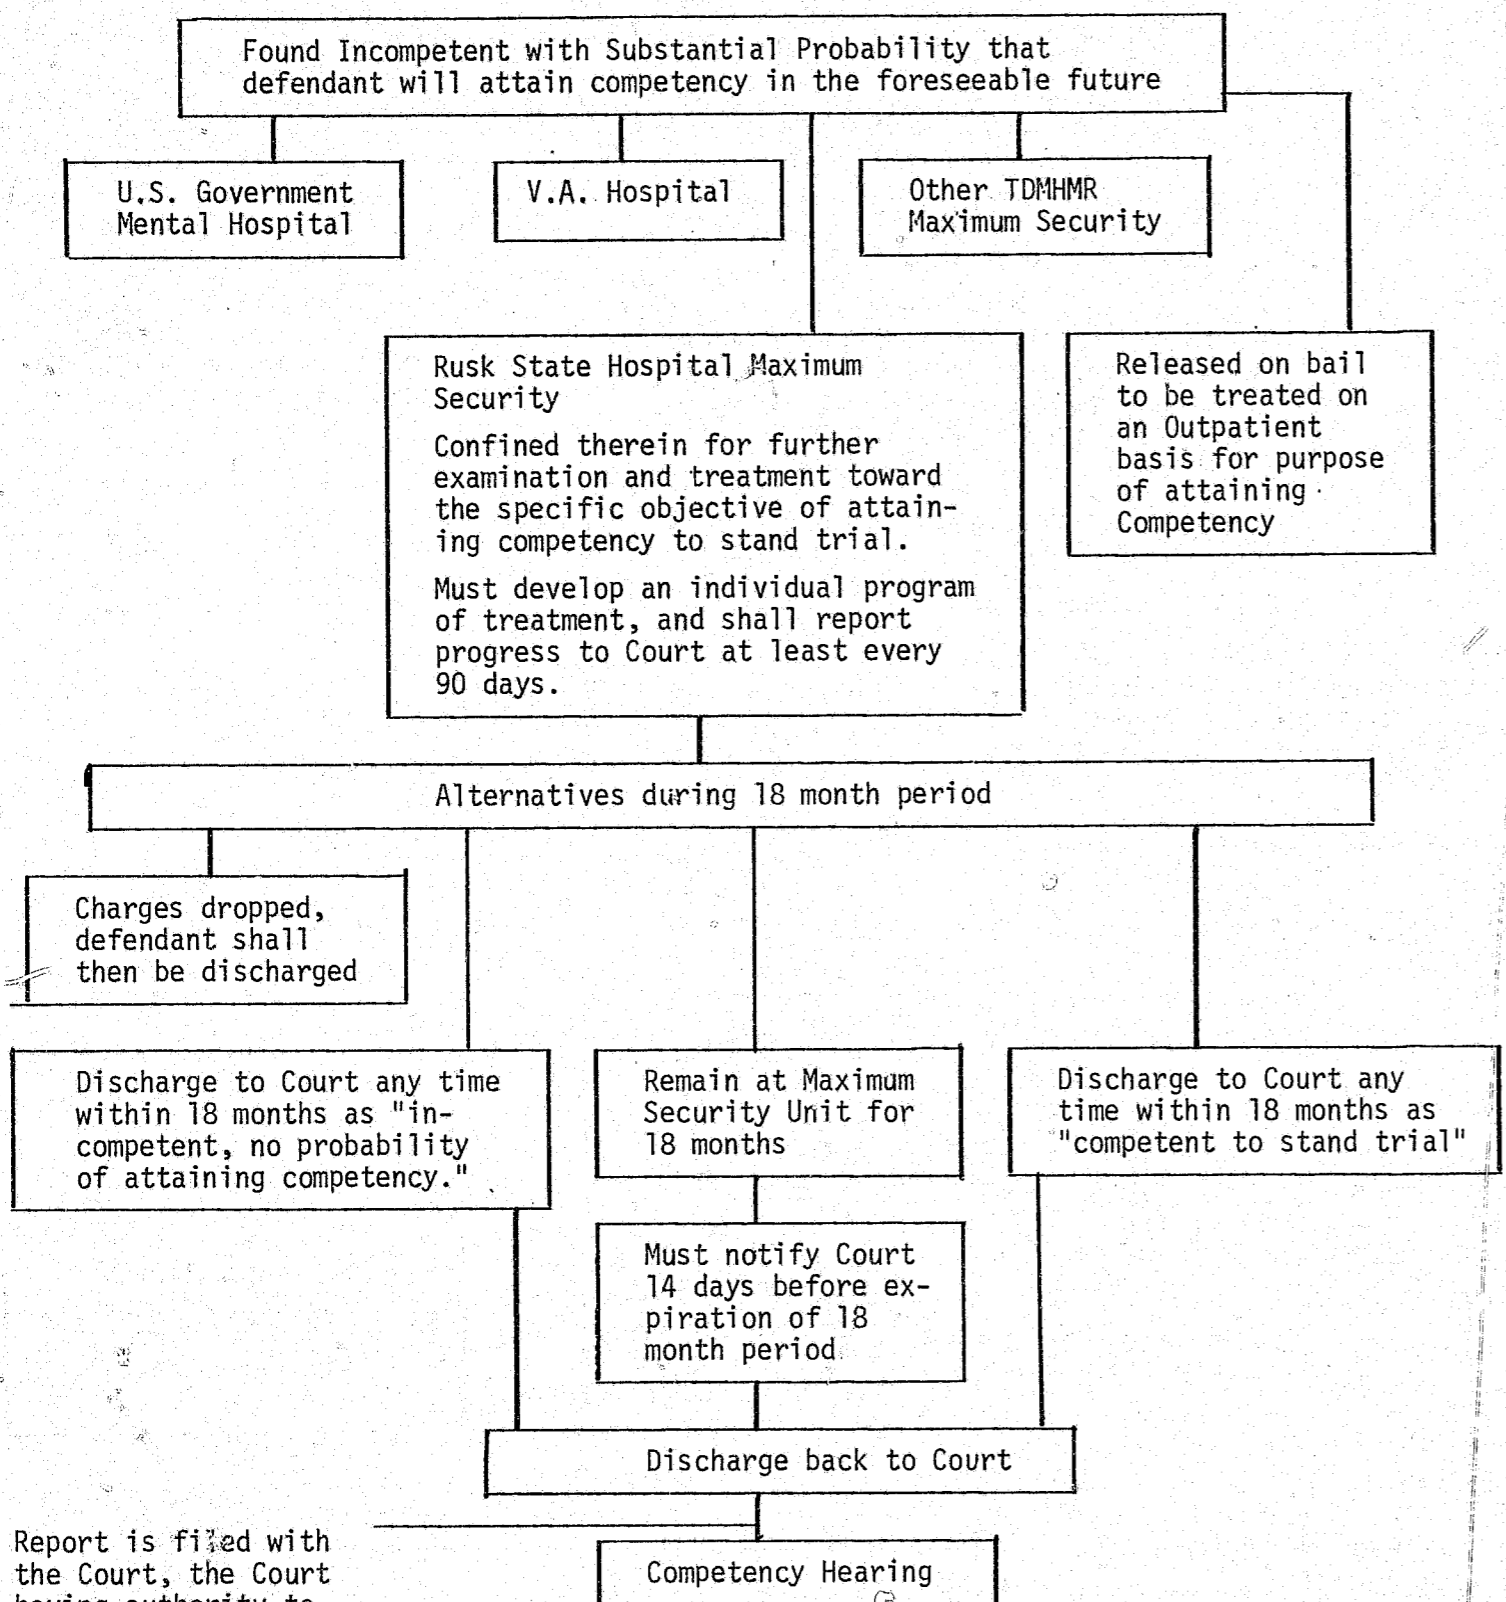 Found Incompetent with Substantial Probability that
defendant will attain competency in the foreseeable future
U.S. Government
Mental Hospital
V.A. Hospital
Other TDMHMR
Maximum Security
Rusk State Hospital Maximum
Security
Confined therein for further
examination and treatment toward
the specific objective of attain-
ing competency to stand trial.
Must develop an individual program
of treatment, and shall report
progress to Court at least every
90 days.
Released on bail
to be treated on
an Outpatient
basis for purpose
of attaining
Competency
Alternatives during 18 month period
Charges dropped,
defendant shall
then be discharged
Discharge to Court any time
within 18 months as "in-
competent, no probability
of attaining competency."
Remain at Maximum
Security Unit for
18 months
Discharge to Court any
time within 18 months as
"competent to stand trial"
Must notify Court
14 days before ex-
piration of 18
month period
Discharge back to Court
Report is filed with
the Court, the Court
having authority to
Competency Hearing